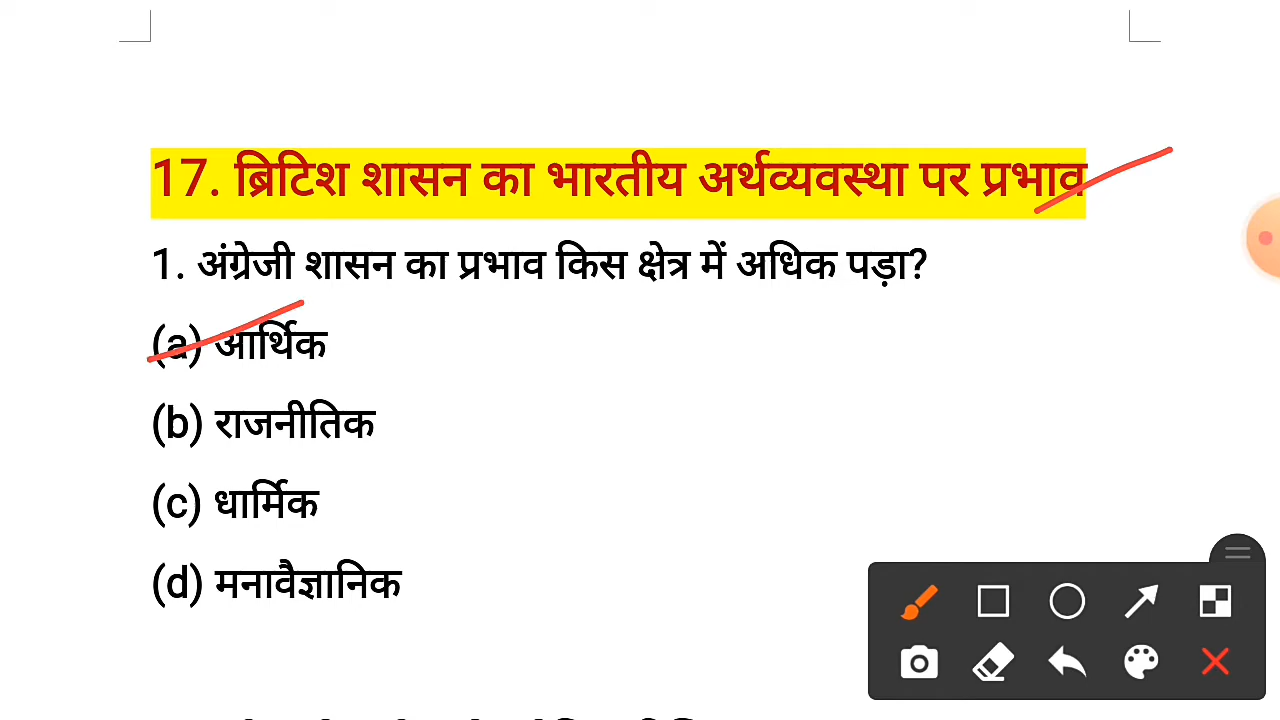 17. ब्रिटिश शासन का भारतीय अर्थव्यवस्था पर प्रभाव
1. अंग्रेजी शासन का प्रभाव किस क्षेत्र में अधिक पड़ा?
(a) आर्थिक
(b) राजनीतिक
(c) धार्मिक
(d) मनावैज्ञानिक